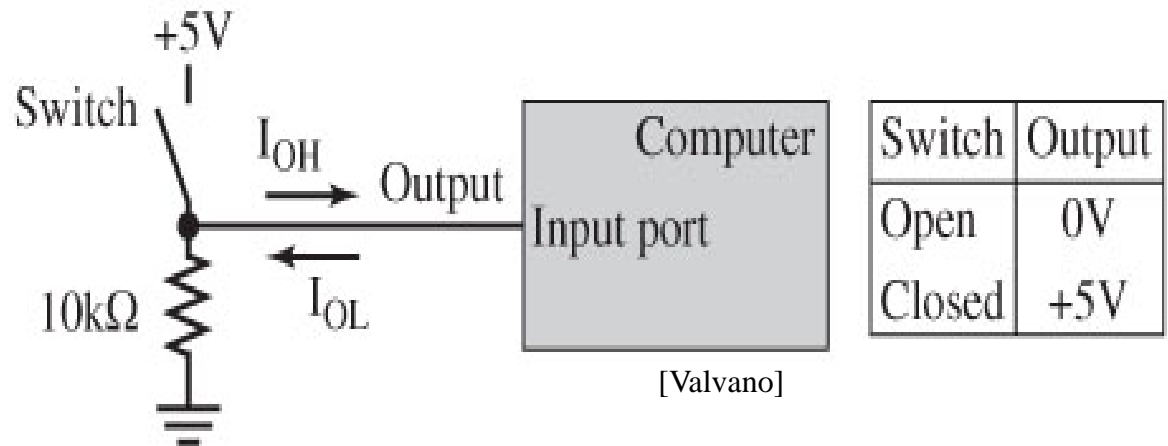 +5V
Switch
I_OH
Output
I_OL
10kΩ
Computer
Input port
Switch Output
Open 0V
Closed +5V
[Valvano]